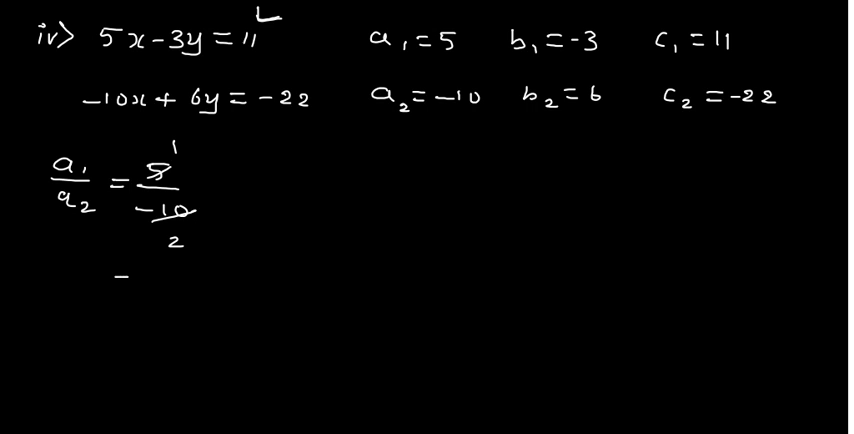 iv) 5x - 3y = 11 a₁ = 5 b₁ = -3 c₁ = 11
-10x + 6y = -22 a₂ = -10 b₂ = 6 c₂ = -22
a₁/a₂ = 5/-10 1 2
=